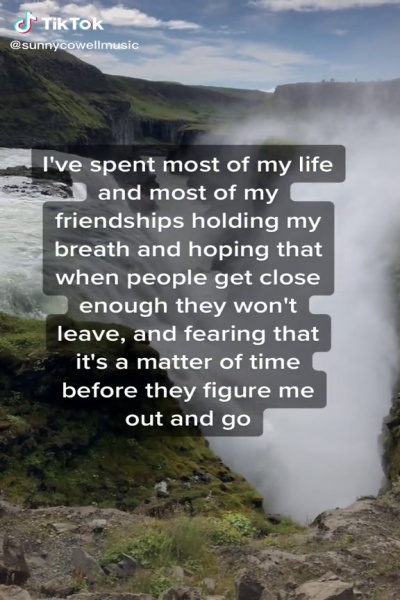 TikTok
@sunnycowellmusic
I've spent most of my life
and most of my
friendships holding my
breath and hoping that
when people get close
enough they won't
leave, and fearing that
it's a matter of time
before they figure me
out and go